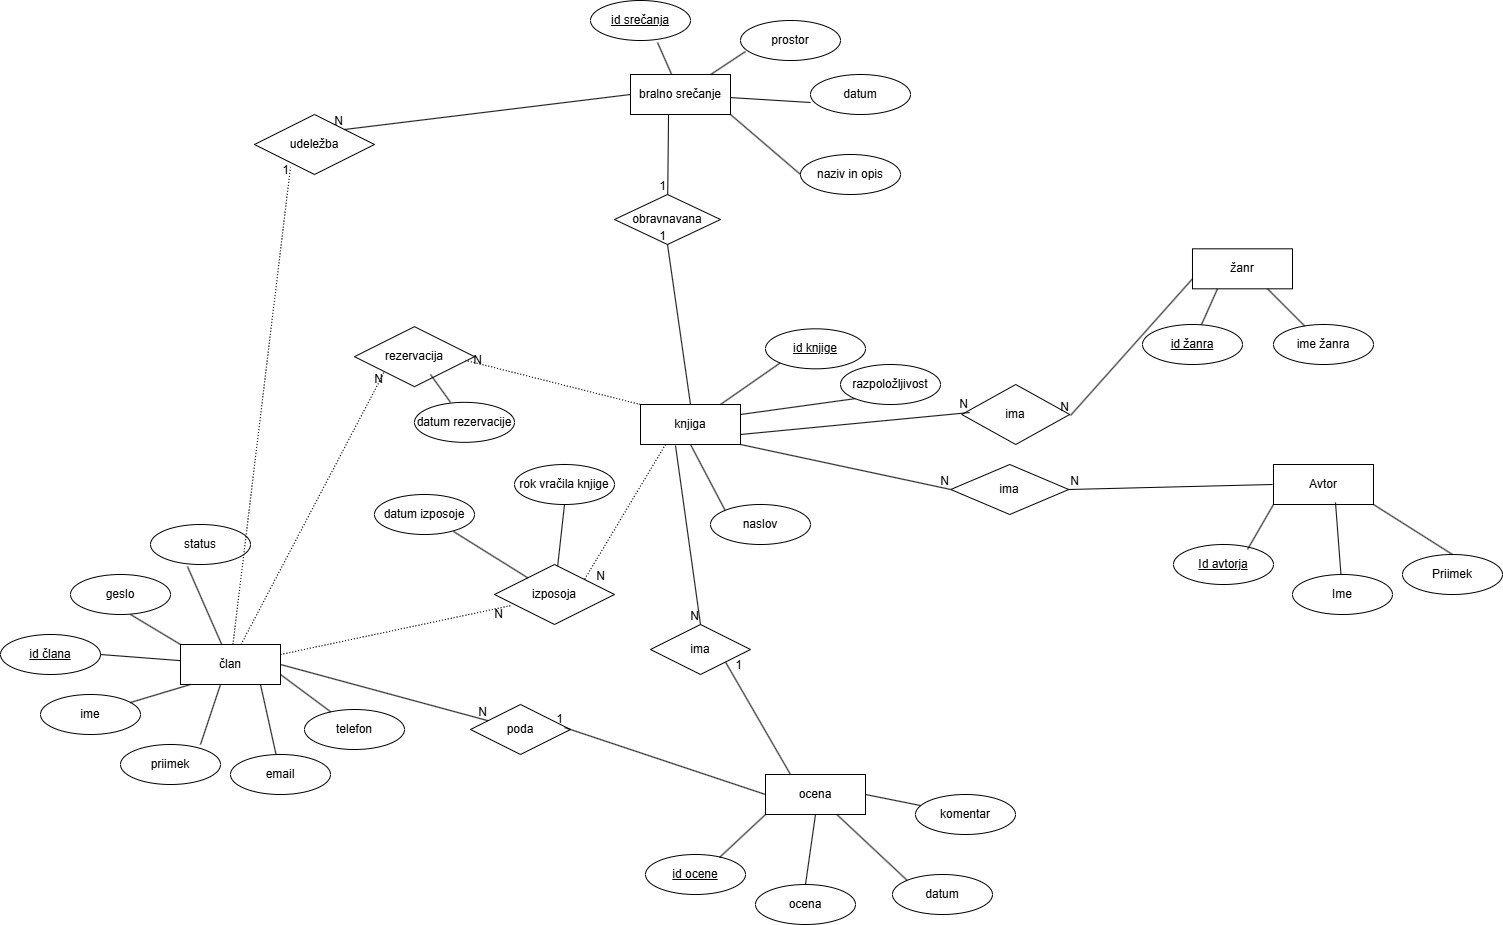 id srečanja
prostor
bralno srečanje
datum
N
udeležba
1
naziv in opis
1
obravnavana
1
žanr
id žanra
ime žanra
rezervacija
N
N
id knjige
razpoložljivost
datum rezervacije
knjiga
N
ima
N
rok vračila knjige
datum izposoje
naslov
N
ima
N
Avtor
status
Id avtorja
Ime
Priimek
geslo
izposoja
N
N
N
ima
1
id člana
član
ime
telefon
N
poda
1
priimek
email
ocena
komentar
id ocene
ocena
datum